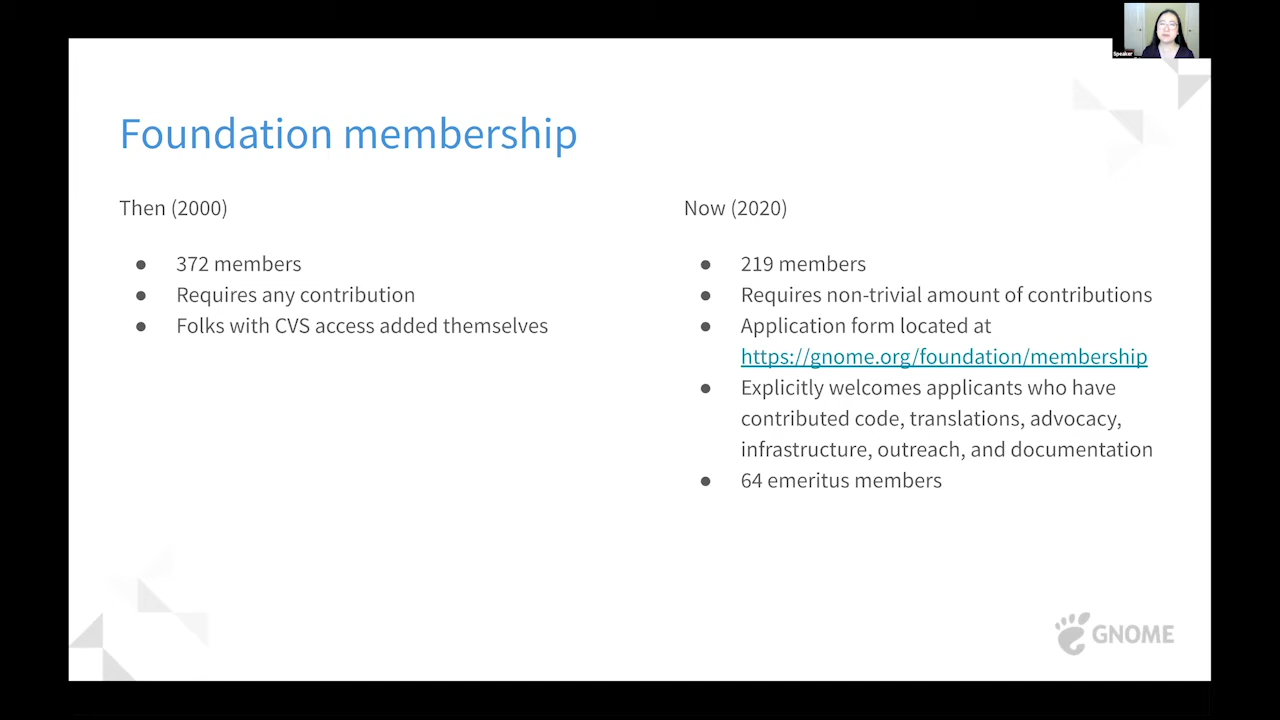 Speaker
Foundation membership
Then (2000)
● 372 members
● Requires any contribution
● Folks with CVS access added themselves
Now (2020)
● 219 members
● Requires non-trivial amount of contributions
● Application form located at
https://gnome.org/foundation/membership
● Explicitly welcomes applicants who have
contributed code, translations, advocacy,
infrastructure, outreach, and documentation
● 64 emeritus members
GNOME